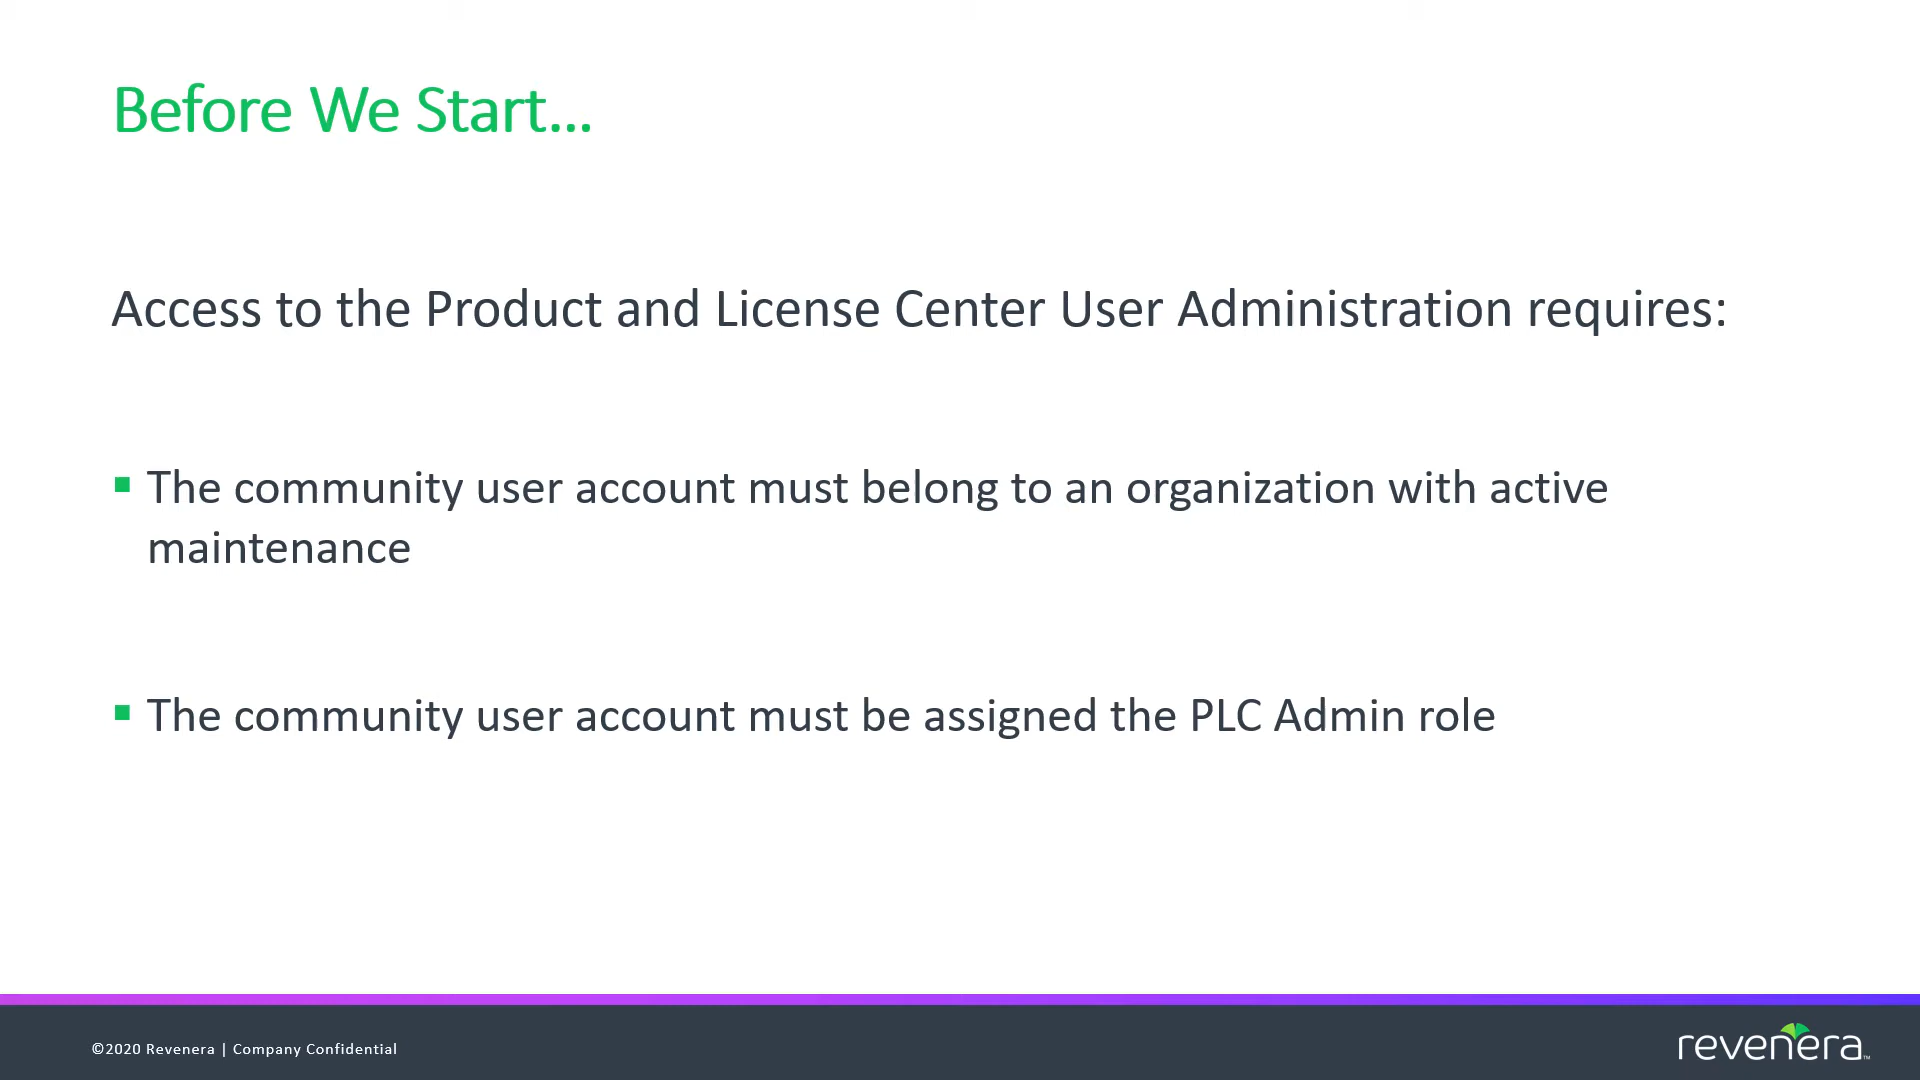 Before We Start...
Access to the Product and License Center User Administration requires:
▪ The community user account must belong to an organization with active
maintenance
▪ The community user account must be assigned the PLC Admin role
©2020 Revenera | Company Confidential
revenera™